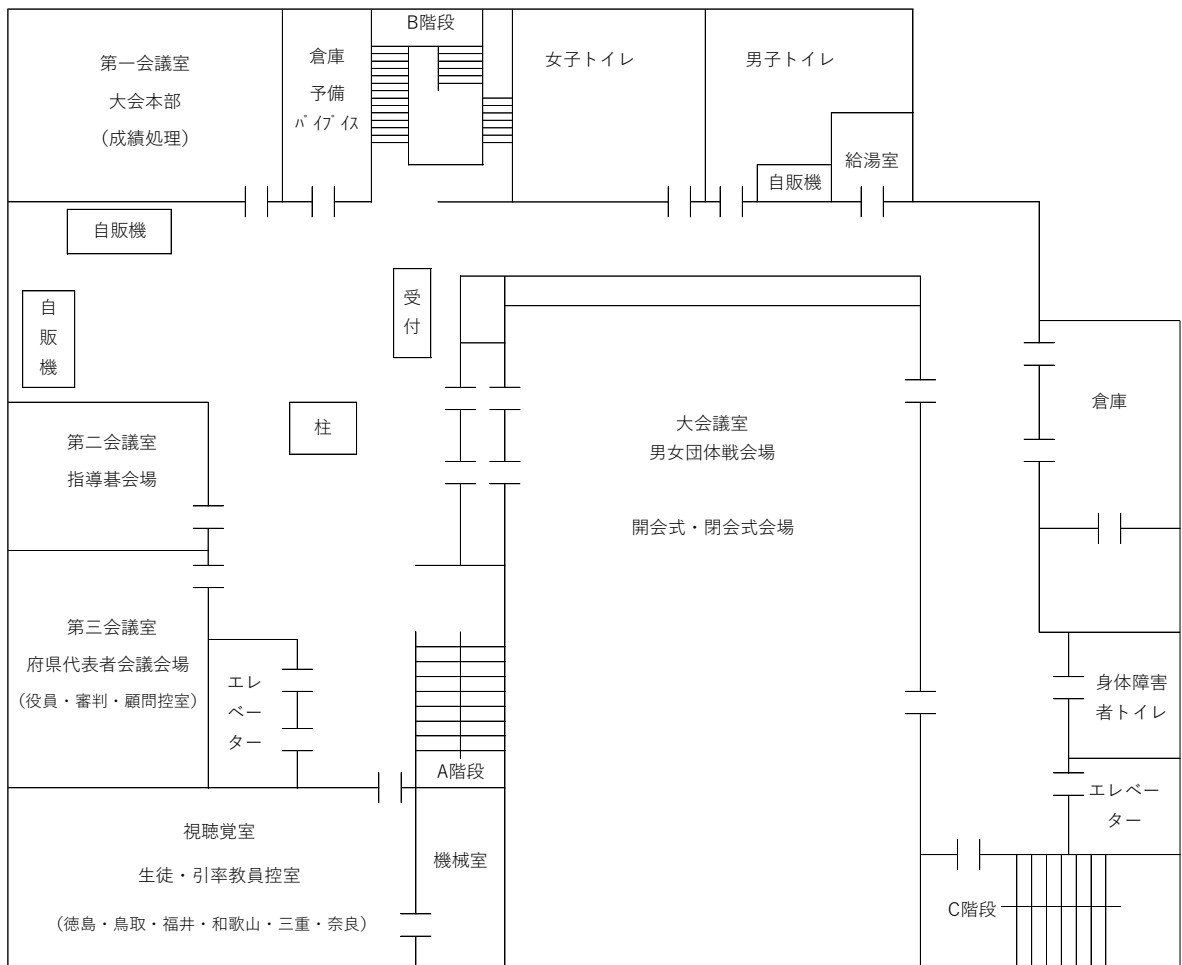 B階段
第一会議室
大会本部
(成績処理)
倉庫
予備
ﾊﾟｲﾌﾟｲｽ
女子トイレ
男子トイレ
給湯室
自販機
自販機
自
販
機
受
付
柱
第二会議室
指導碁会場
大会議室
男女団体戦会場
開会式・閉会式会場
倉庫
第三会議室
府県代表者会議会場
(役員・審判・顧問控室)
エレ
ベー
ター
A階段
身体障害
者トイレ
エレベー
ター
視聴覚室
生徒・引率教員控室
(徳島・鳥取・福井・和歌山・三重・奈良)
機械室
C階段